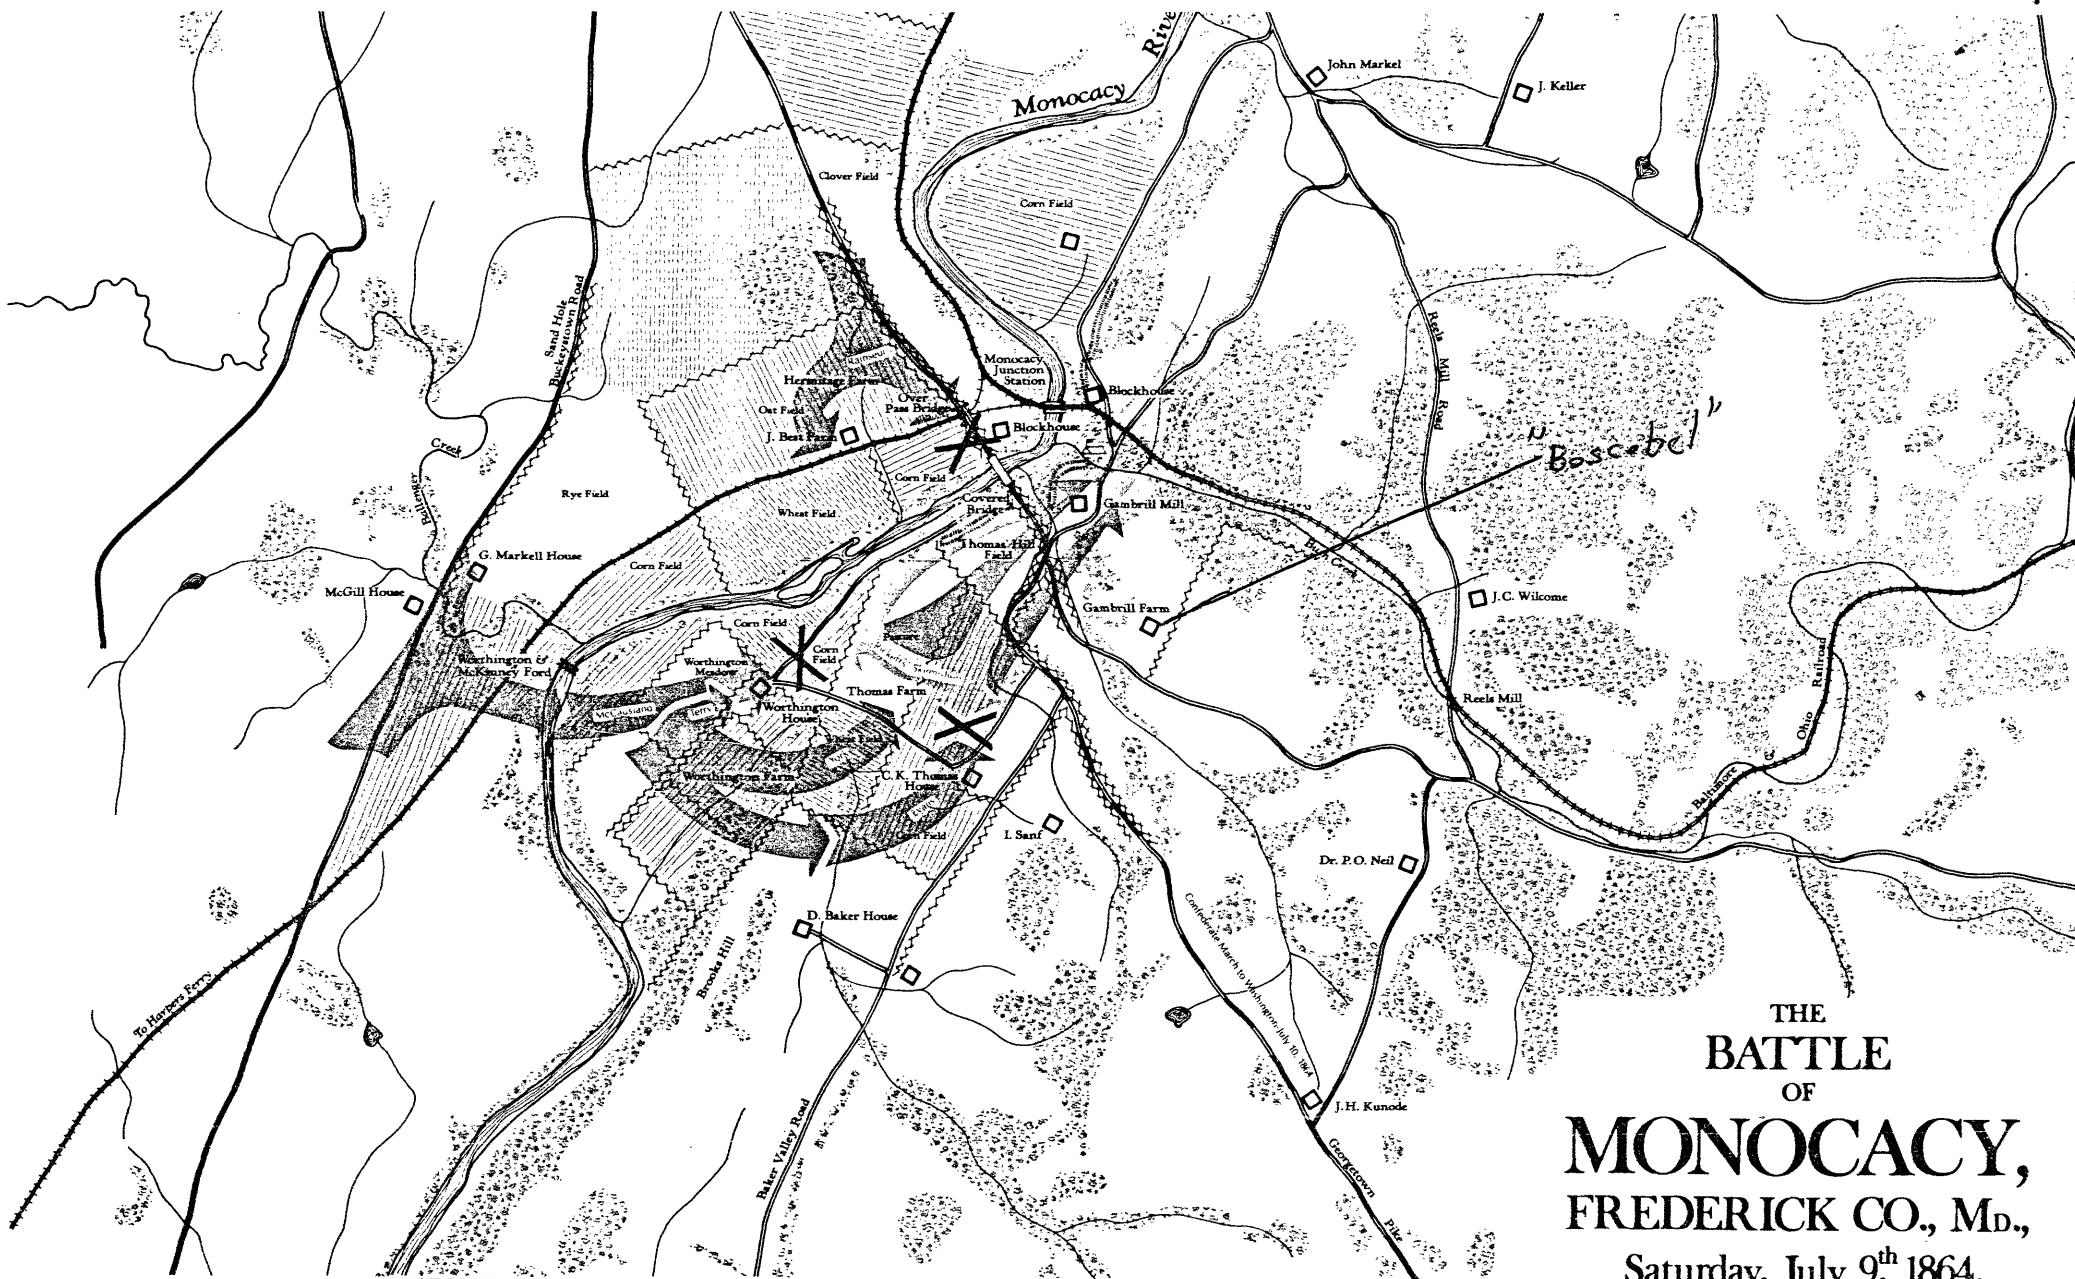 Monocacy
River
John Markel
J. Keller
Clover Field
Corn Field
Sand Hole
Buckeystown Road
Monocacy
Junction
Station
Hermitage Farm
Over
Pass Bridge
Oat Field
J. Best Farm
Blockhouse
Blockhouse
Reels Mill Road
"Boscobel"
Ballenger
Creek
Rye Field
Corn Field
Wheat Field
Covered
Bridge
Gambrill Mill
Thomas Hill
Field
G. Markell House
McGill House
Corn Field
Gambrill Farm
Creek
J.C. Wilcome
Corn Field
Pasture
Corn
Field
Worthington &
McKinney Ford
Worthington
Meadow
Thomas Farm
McCausland
Terry
Worthington
House
Wheat Field
Reels Mill
Worthington Farm
C.K. Thomas
House
Corn Field
I. Sanf
Baltimore & Ohio Railroad
Dr. P.O. Neil
D. Baker House
Brooks Hill
Confederate March to Washington-July 10, 1864
To Harpers Ferry
Baker Valley Road
J.H. Kunode
Georgetown Pike
THE
BATTLE
OF
MONOCACY,
FREDERICK CO., MD.,
Saturday, July 9th 1864.